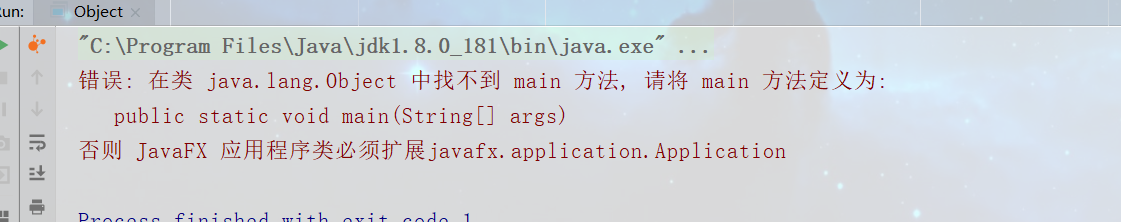 Run: Object ×
"C:\Program Files\Java\jdk1.8.0_181\bin\java.exe" ...
错误: 在类 java.lang.Object 中找不到 main 方法, 请将 main 方法定义为:
public static void main(String[] args)
否则 JavaFX 应用程序类必须扩展javafx.application.Application
Process finished with exit code 1